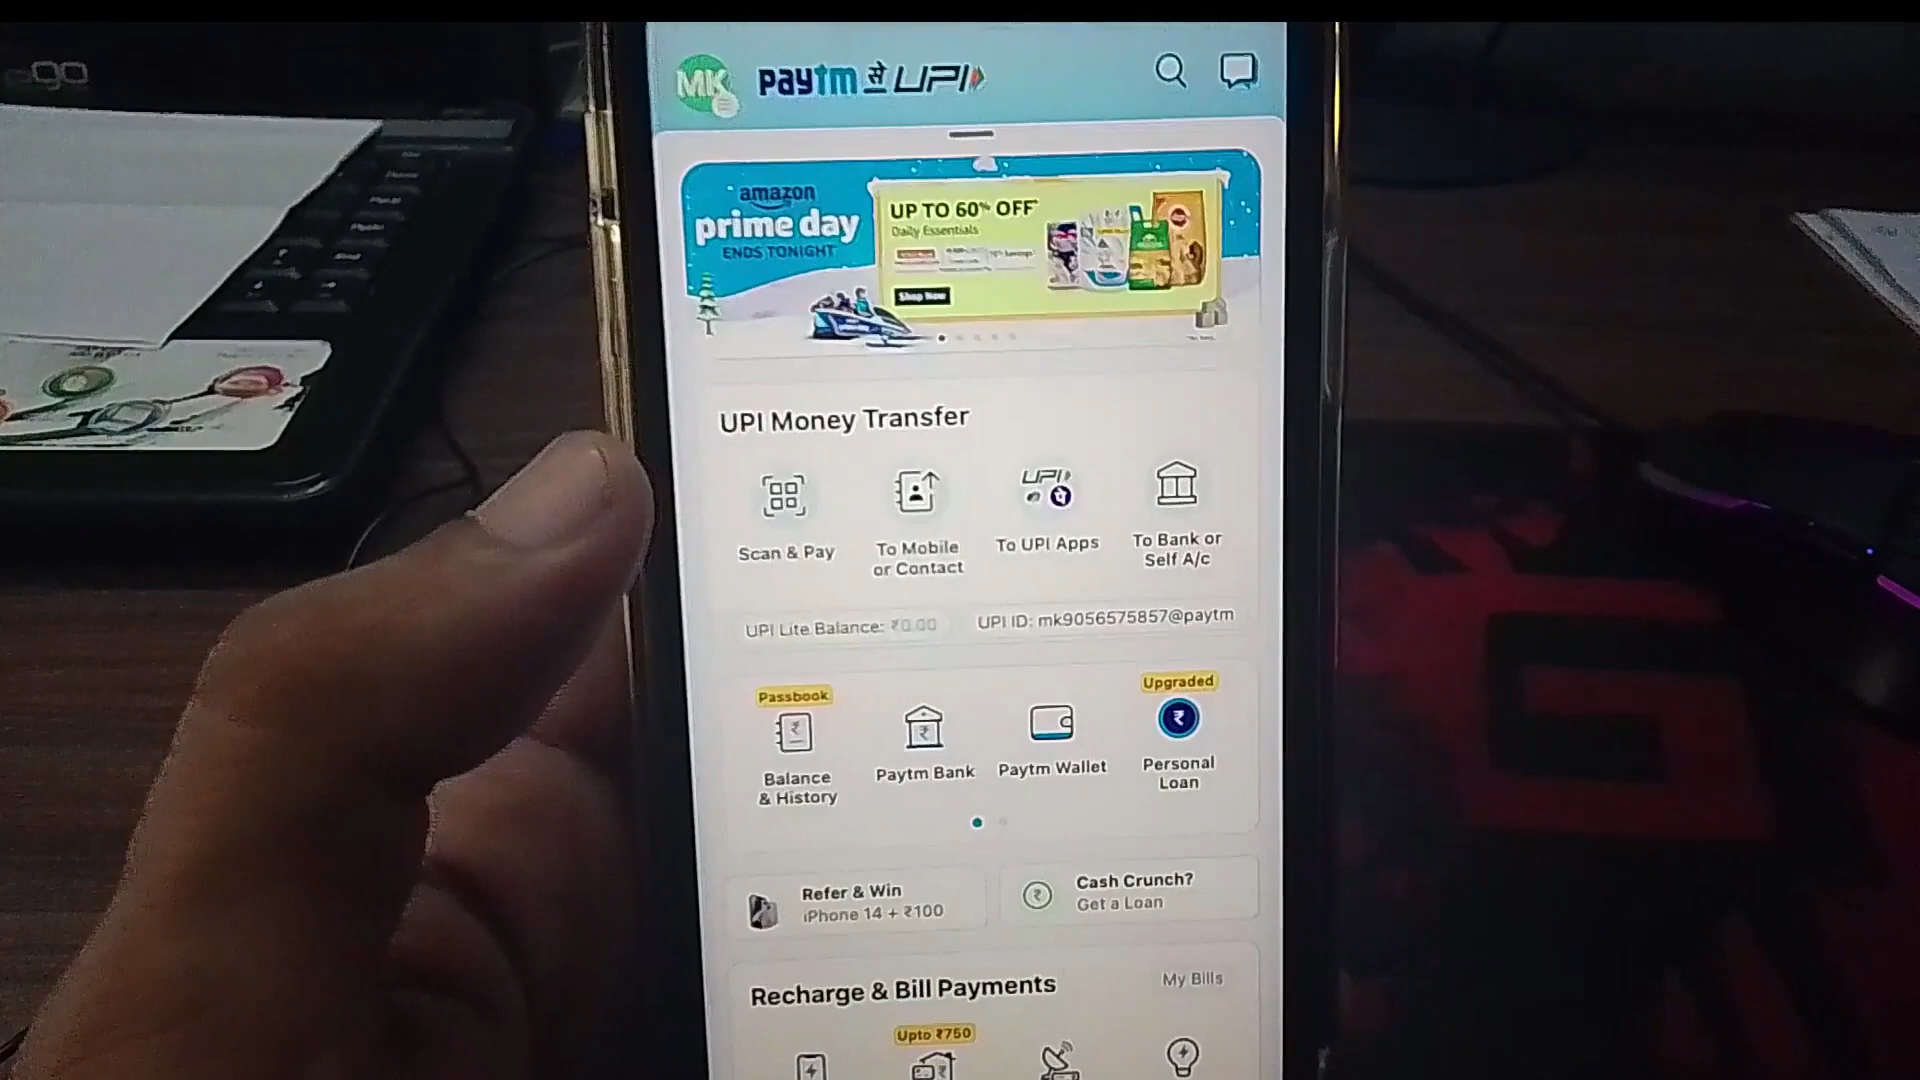 ego
MK
paytm से UPI
amazon
prime day
ENDS TONIGHT
UP TO 60% OFF*
Daily Essentials
Shop Now
UPI Money Transfer
Scan & Pay
To Mobile
or Contact
UPI
To UPI Apps
To Bank or
Self A/c
UPI Lite Balance: ₹0.00
UPI ID: mk9056575857@paytm
Passbook
Balance
& History
Paytm Bank
Paytm Wallet
Upgraded
Personal
Loan
Refer & Win
iPhone 14 + ₹100
Cash Crunch?
Get a Loan
Recharge & Bill Payments
My Bills
Upto ₹750